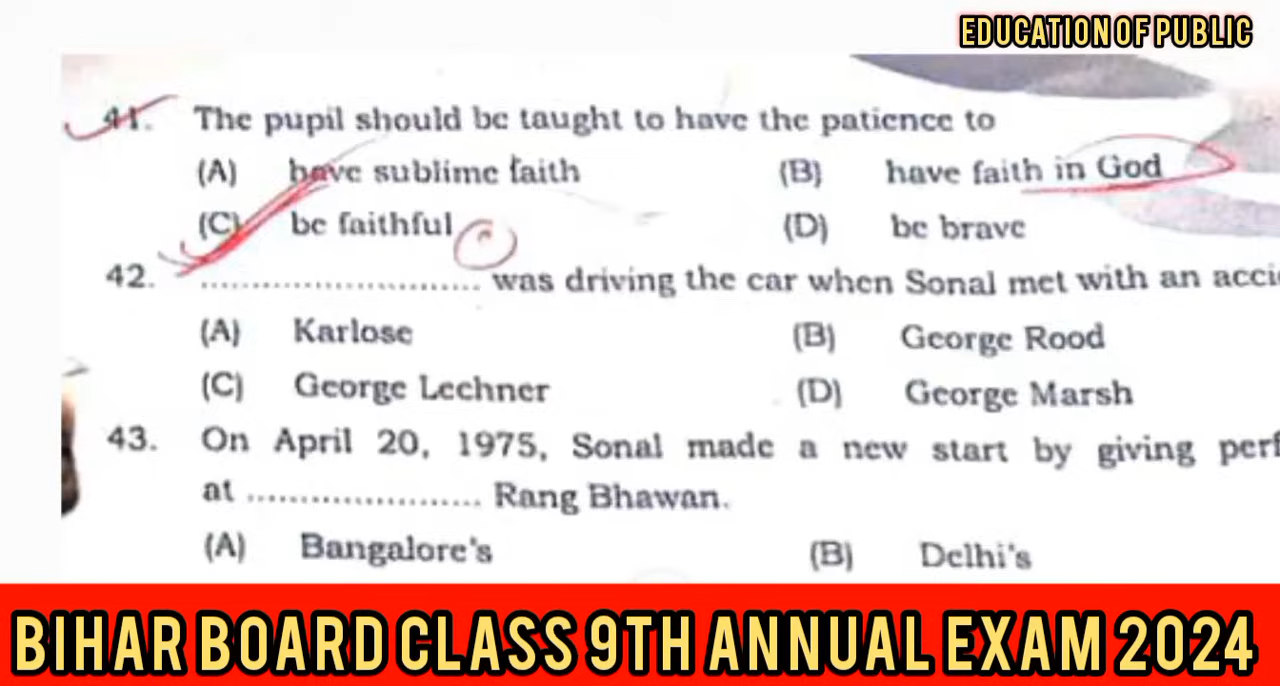 EDUCATION OF PUBLIC
41. The pupil should be taught to have the patience to
(A) have sublime faith (B) have faith in God
(C) be faithful (D) be brave
42. ........................... was driving the car when Sonal met with an acci
(A) Karlose (B) George Rood
(C) George Lechner (D) George Marsh
43. On April 20, 1975, Sonal made a new start by giving perf
at ....................... Rang Bhawan.
(A) Bangalore's (B) Delhi's
BIHAR BOARD CLASS 9TH ANNUAL EXAM 2024